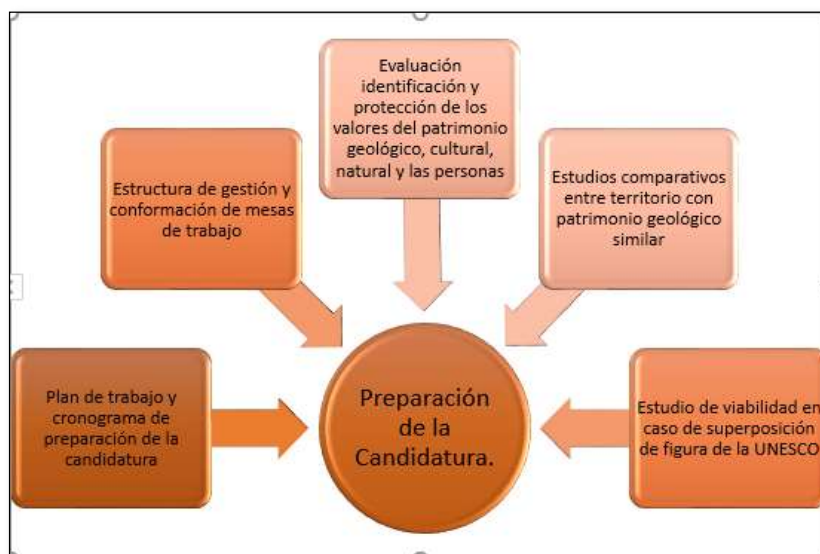 Evaluación
identificación y
protección de los
valores del patrimonio
geológico, cultural,
natural y las personas
Estructura de gestión y
conformación de mesas
de trabajo
Estudios comparativos
entre territorio con
patrimonio geológico
similar
Plan de trabajo y
cronograma de
preparación de la
candidatura
Preparación
de la
Candidatura.
Estudio de viabilidad en
caso de superposición
de figura de la UNESCO